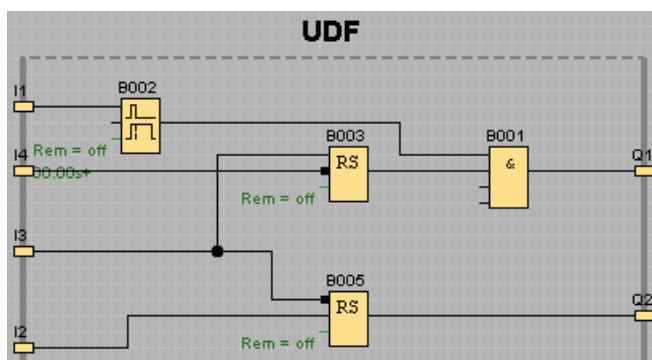 UDF
I1
B002
Rem = off
00.00s+
I4
B003
RS
Rem = off
B001
&
Q1
I3
B005
RS
Rem = off
Q2
I2